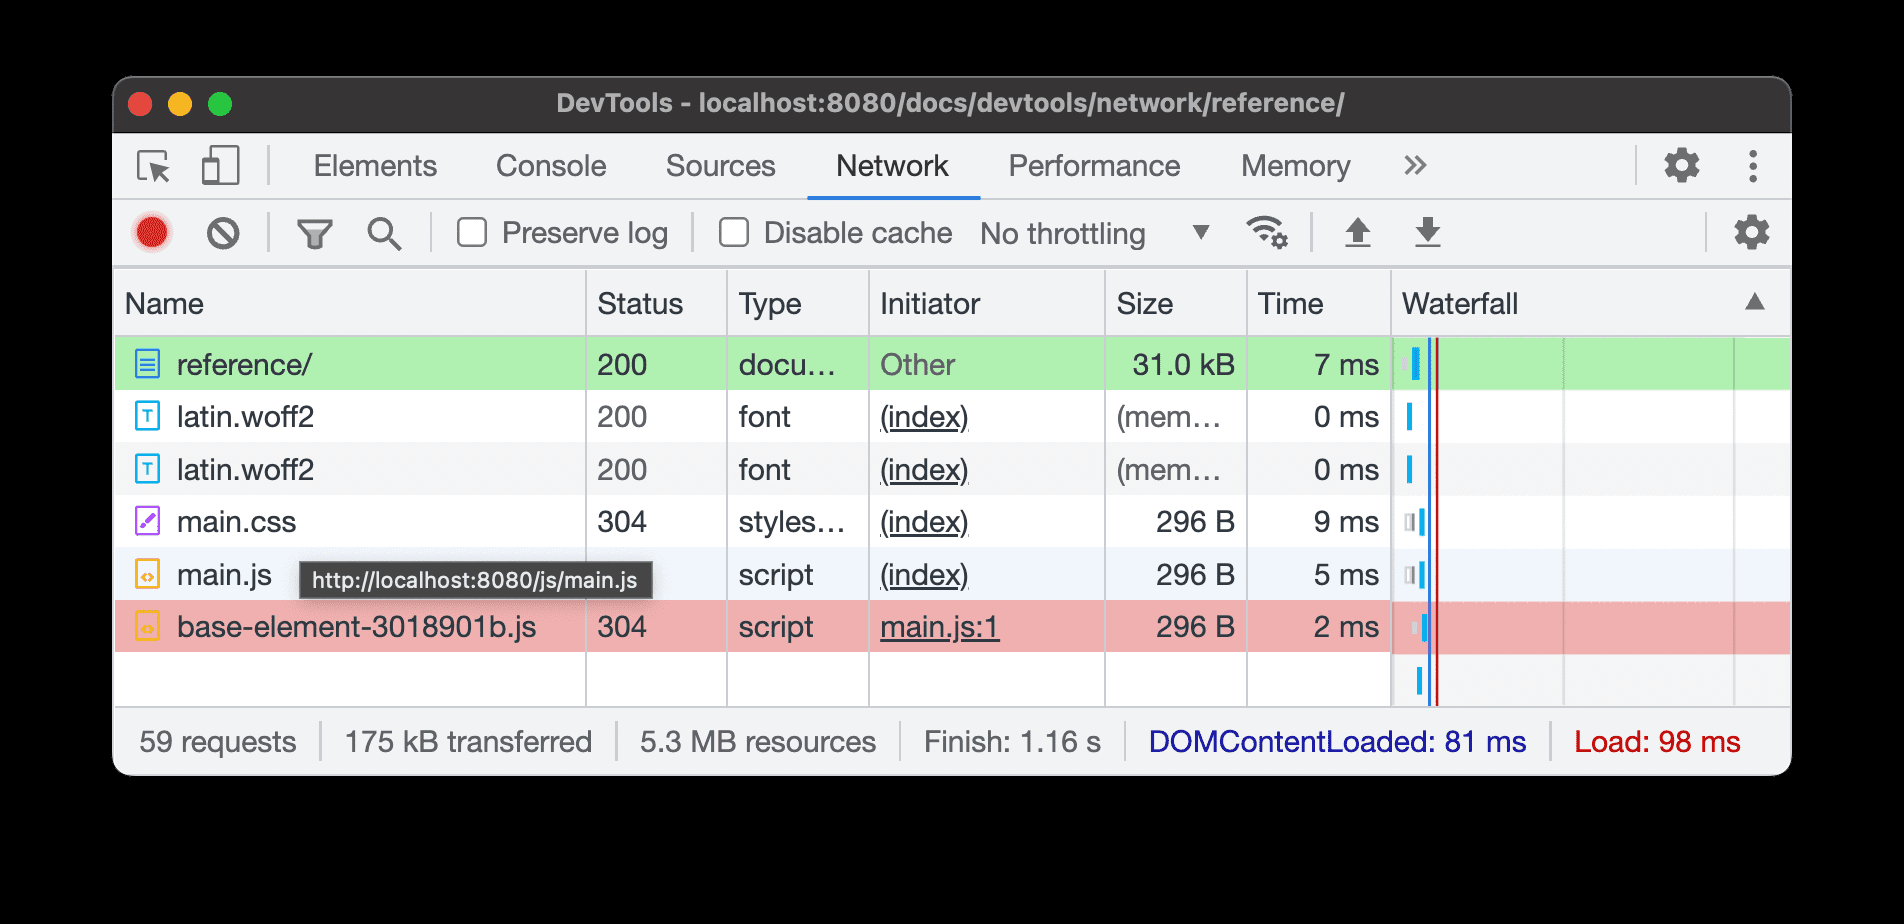 DevTools - localhost:8080/docs/devtools/network/reference/
Elements Console Sources Network Performance Memory »
Preserve log Disable cache No throttling
Name Status Type Initiator Size Time Waterfall
reference/ 200 docu… Other 31.0 kB 7 ms
latin.woff2 200 font (index) (mem… 0 ms
latin.woff2 200 font (index) (mem… 0 ms
main.css 304 styles… (index) 296 B 9 ms
main.js http://localhost:8080/js/main.js script (index) 296 B 5 ms
base-element-3018901b.js 304 script main.js:1 296 B 2 ms
59 requests 175 kB transferred 5.3 MB resources Finish: 1.16 s DOMContentLoaded: 81 ms Load: 98 ms